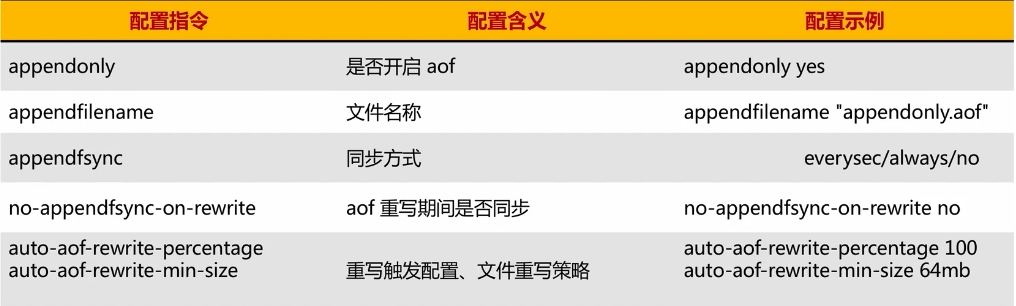 配置指令 配置含义 配置示例
appendonly 是否开启 aof appendonly yes
appendfilename 文件名称 appendfilename "appendonly.aof"
appendfsync 同步方式 everysec/always/no
no-appendfsync-on-rewrite aof 重写期间是否同步 no-appendfsync-on-rewrite no
auto-aof-rewrite-percentage auto-aof-rewrite-percentage 100
auto-aof-rewrite-min-size 重写触发配置、文件重写策略 auto-aof-rewrite-min-size 64mb